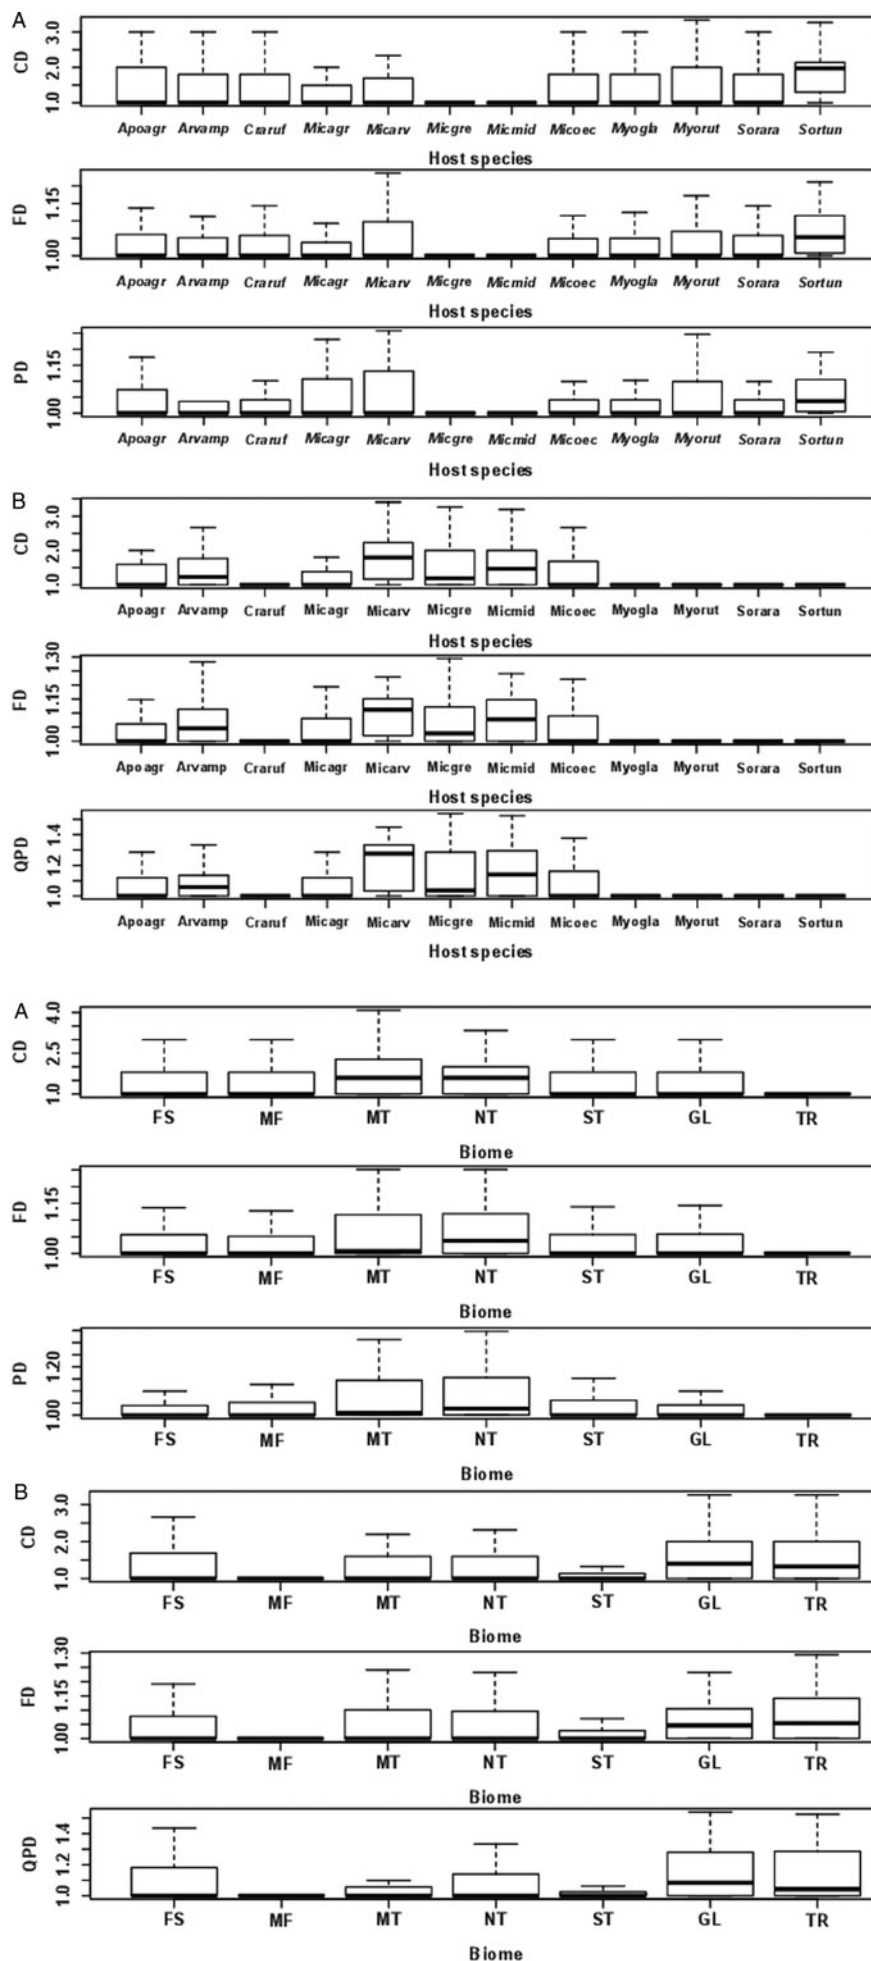 A
CD
1.0 2.0 3.0
Apoagr Arvamp Craruf Micagr Micarv Micgre Micmid Micoec Myogla Myorut Sorara Sortun
Host species
FD
1.00 1.15
Apoagr Arvamp Craruf Micagr Micarv Micgre Micmid Micoec Myogla Myorut Sorara Sortun
Host species
PD
1.00 1.15
Apoagr Arvamp Craruf Micagr Micarv Micgre Micmid Micoec Myogla Myorut Sorara Sortun
Host species
B
CD
1.0 2.0 3.0
Apoagr Arvamp Craruf Micagr Micarv Micgre Micmid Micoec Myogla Myorut Sorara Sortun
Host species
FD
1.00 1.15 1.30
Apoagr Arvamp Craruf Micagr Micarv Micgre Micmid Micoec Myogla Myorut Sorara Sortun
Host species
QPD
1.0 1.2 1.4
Apoagr Arvamp Craruf Micagr Micarv Micgre Micmid Micoec Myogla Myorut Sorara Sortun
Host species
A
CD
1.0 2.5 4.0
FS MF MT NT ST GL TR
Biome
FD
1.00 1.15
FS MF MT NT ST GL TR
Biome
PD
1.00 1.20
FS MF MT NT ST GL TR
Biome
B
CD
1.0 2.0 3.0
FS MF MT NT ST GL TR
Biome
FD
1.00 1.15 1.30
FS MF MT NT ST GL TR
Biome
QPD
1.0 1.2 1.4
FS MF MT NT ST GL TR
Biome